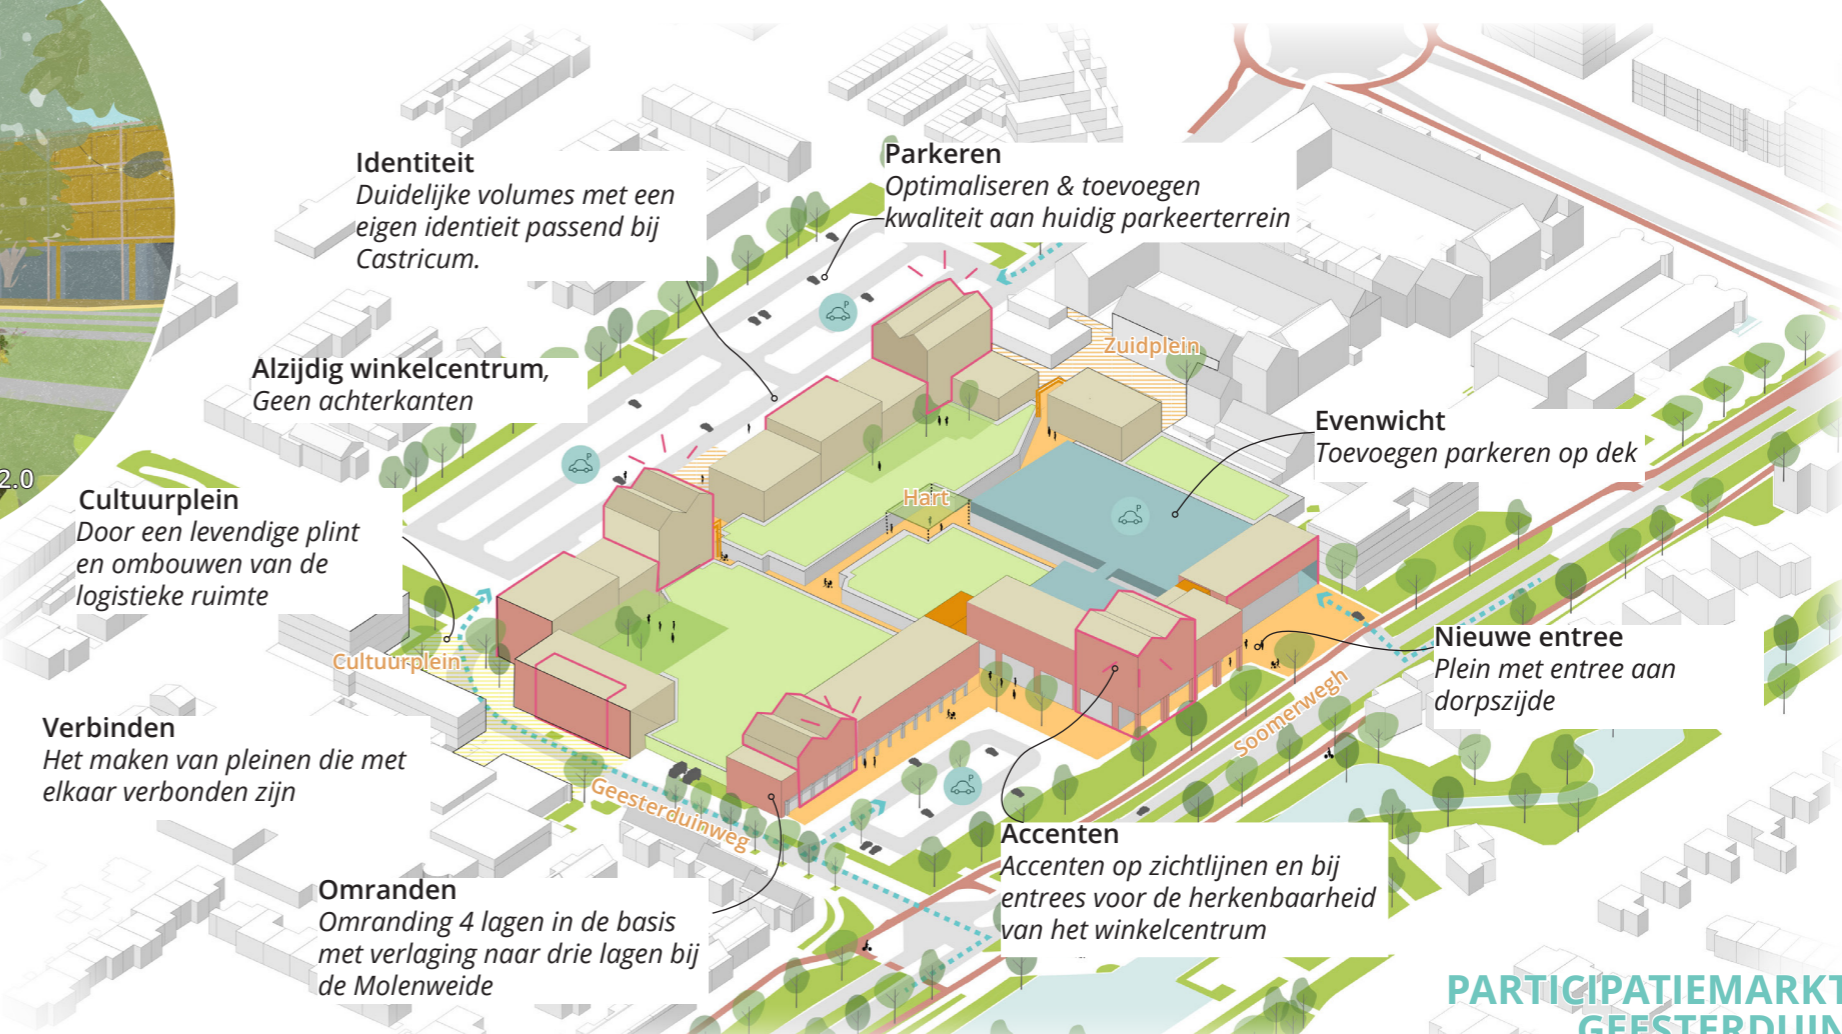 Identiteit
Duidelijke volumes met een
eigen identieit passend bij
Castricum.
Parkeren
Optimaliseren & toevoegen
kwaliteit aan huidig parkeerterrein
Zuidplein
Alzijdig winkelcentrum,
Geen achterkanten
Evenwicht
Toevoegen parkeren op dek
2.0
Cultuurplein
Door een levendige plint
en ombouwen van de
logistieke ruimte
Hart
P
P
P
P
Nieuwe entree
Plein met entree aan
dorpszijde
Cultuurplein
Soomerwegh
Verbinden
Het maken van pleinen die met
elkaar verbonden zijn
Geesterduinweg
Accenten
Accenten op zichtlijnen en bij
entrees voor de herkenbaarheid
van het winkelcentrum
Omranden
Omranding 4 lagen in de basis
met verlaging naar drie lagen bij
de Molenweide
PARTICIPATIEMARKT
GEESTERDUIN